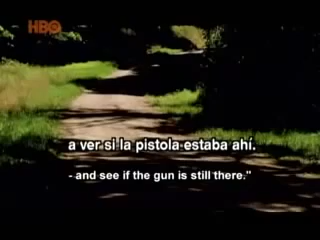 HBO
a ver si la pistola estaba ahí.
- and see if the gun is still there."